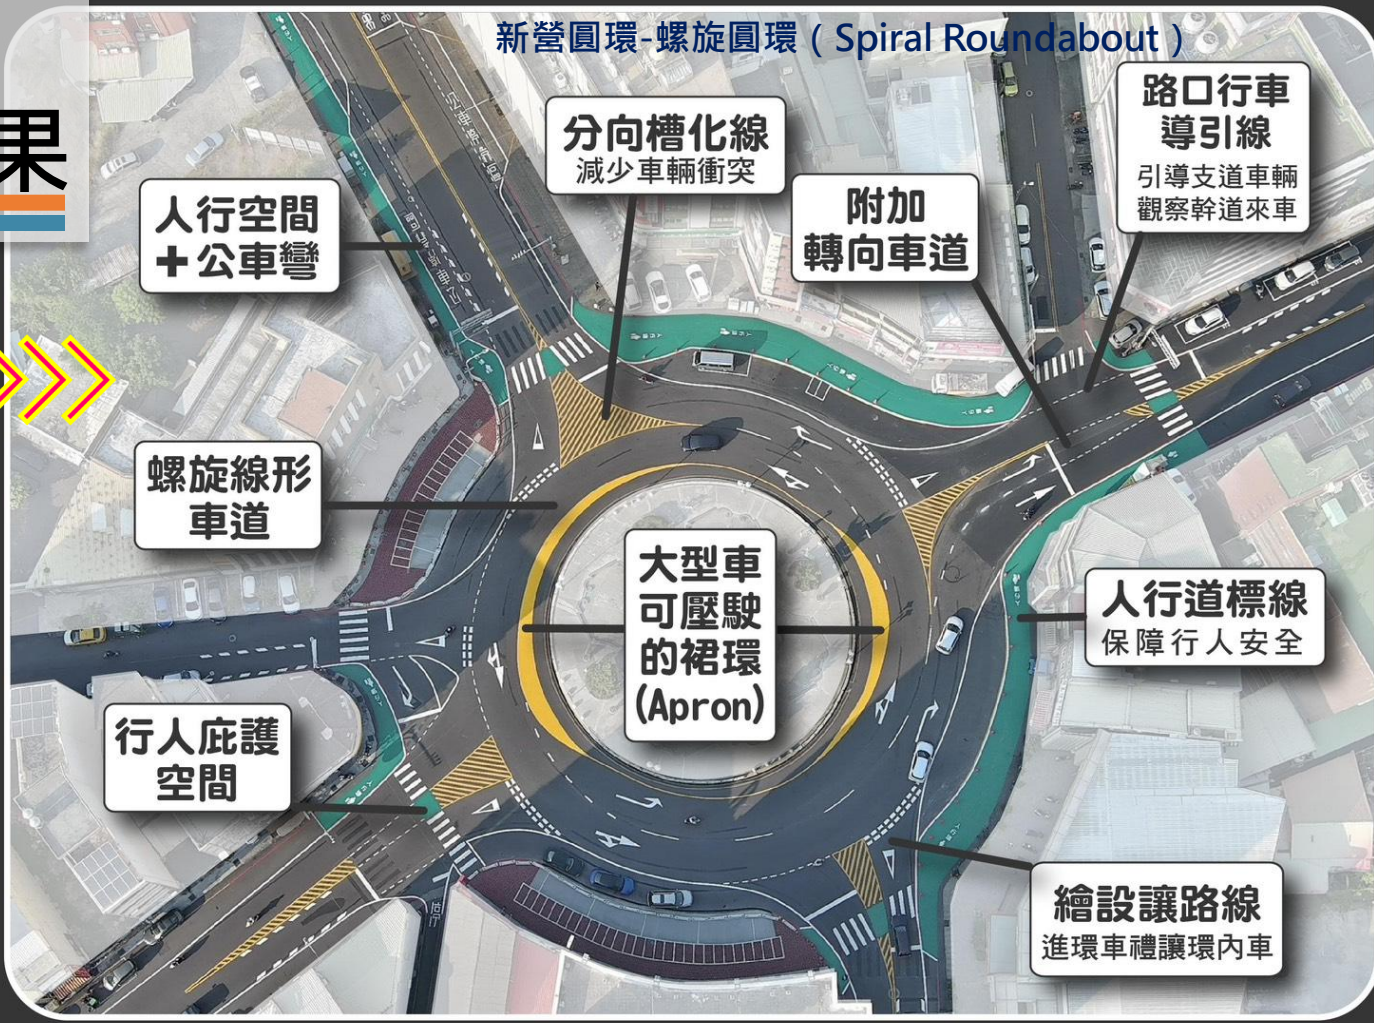 新營圓環-螺旋圓環（Spiral Roundabout）
果
分向槽化線
減少車輛衝突
路口行車
導引線
引導支道車輛
觀察幹道來車
人行空間
＋公車彎
附加
轉向車道
螺旋線形
車道
大型車
可壓駛
的裙環
(Apron)
人行道標線
保障行人安全
行人庇護
空間
繪設讓路線
進環車禮讓環內車